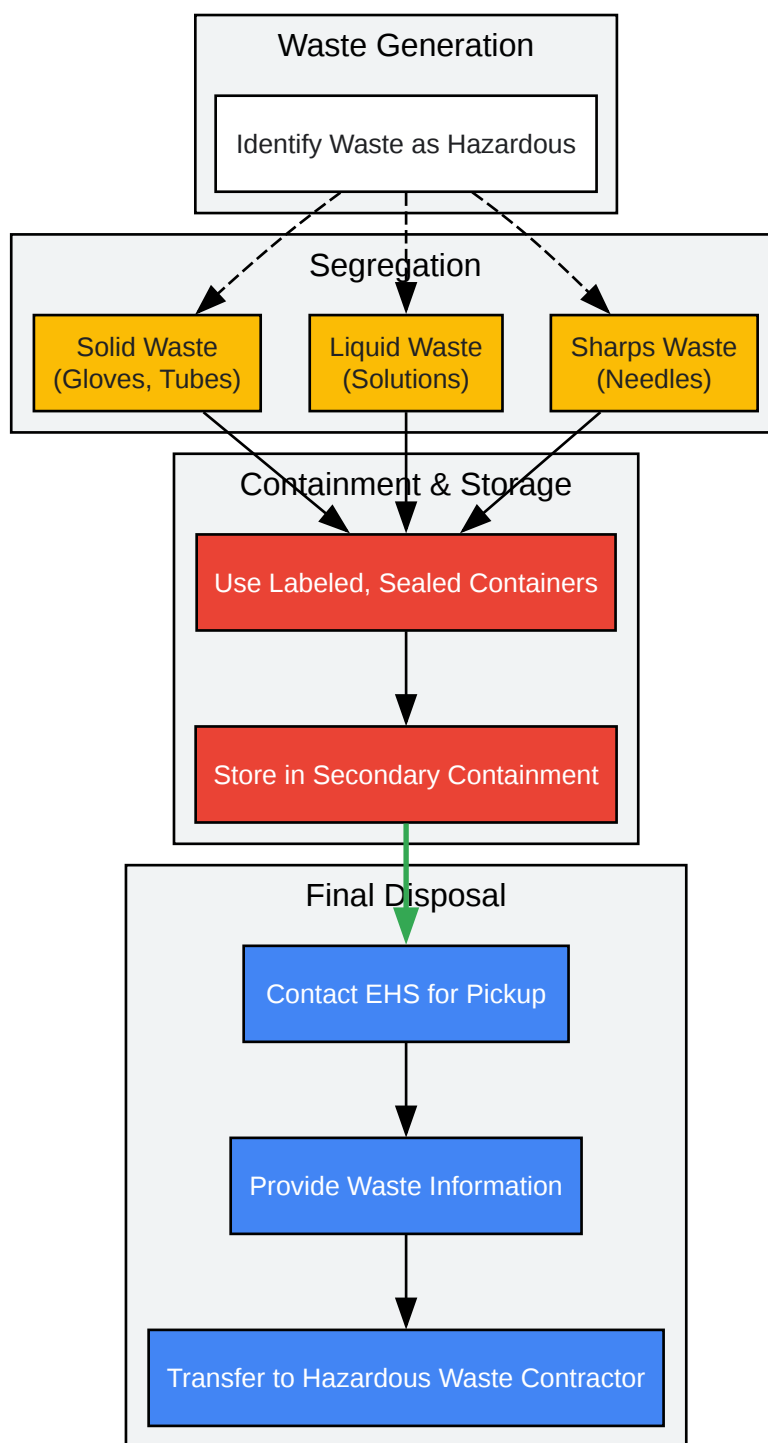 Waste Generation
Identify Waste as Hazardous
Segregation
Solid Waste
(Gloves, Tubes)
Liquid Waste
(Solutions)
Sharps Waste
(Needles)
Containment & Storage
Use Labeled, Sealed Containers
Store in Secondary Containment
Final Disposal
Contact EHS for Pickup
Provide Waste Information
Transfer to Hazardous Waste Contractor